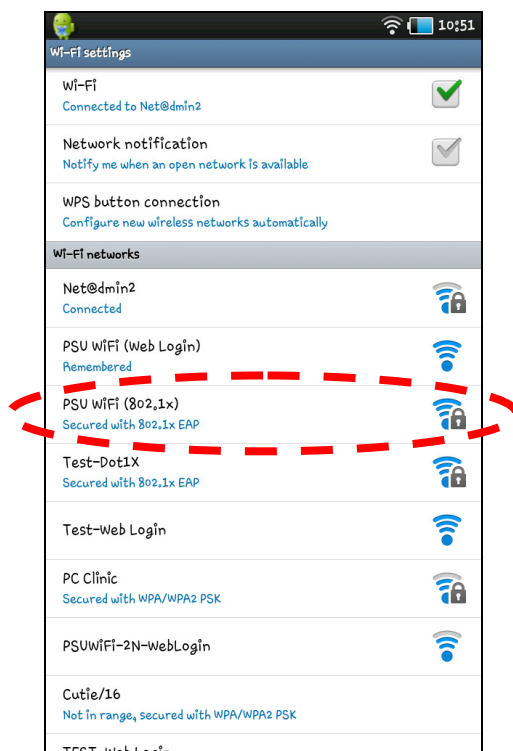 10:51
Wi-Fi settings
Wi-Fi
Connected to Net@dmin2
Network notification
Notify me when an open network is available
WPS button connection
Configure new wireless networks automatically
Wi-Fi networks
Net@dmin2
Connected
PSU WiFi (Web Login)
Remembered
PSU WiFi (802.1x)
Secured with 802.1x EAP
Test-Dot1X
Secured with 802.1x EAP
Test-Web Login
PC Clinic
Secured with WPA/WPA2 PSK
PSUWiFi-2N-WebLogin
Cutie/16
Not in range, secured with WPA/WPA2 PSK
TEST-Web Login